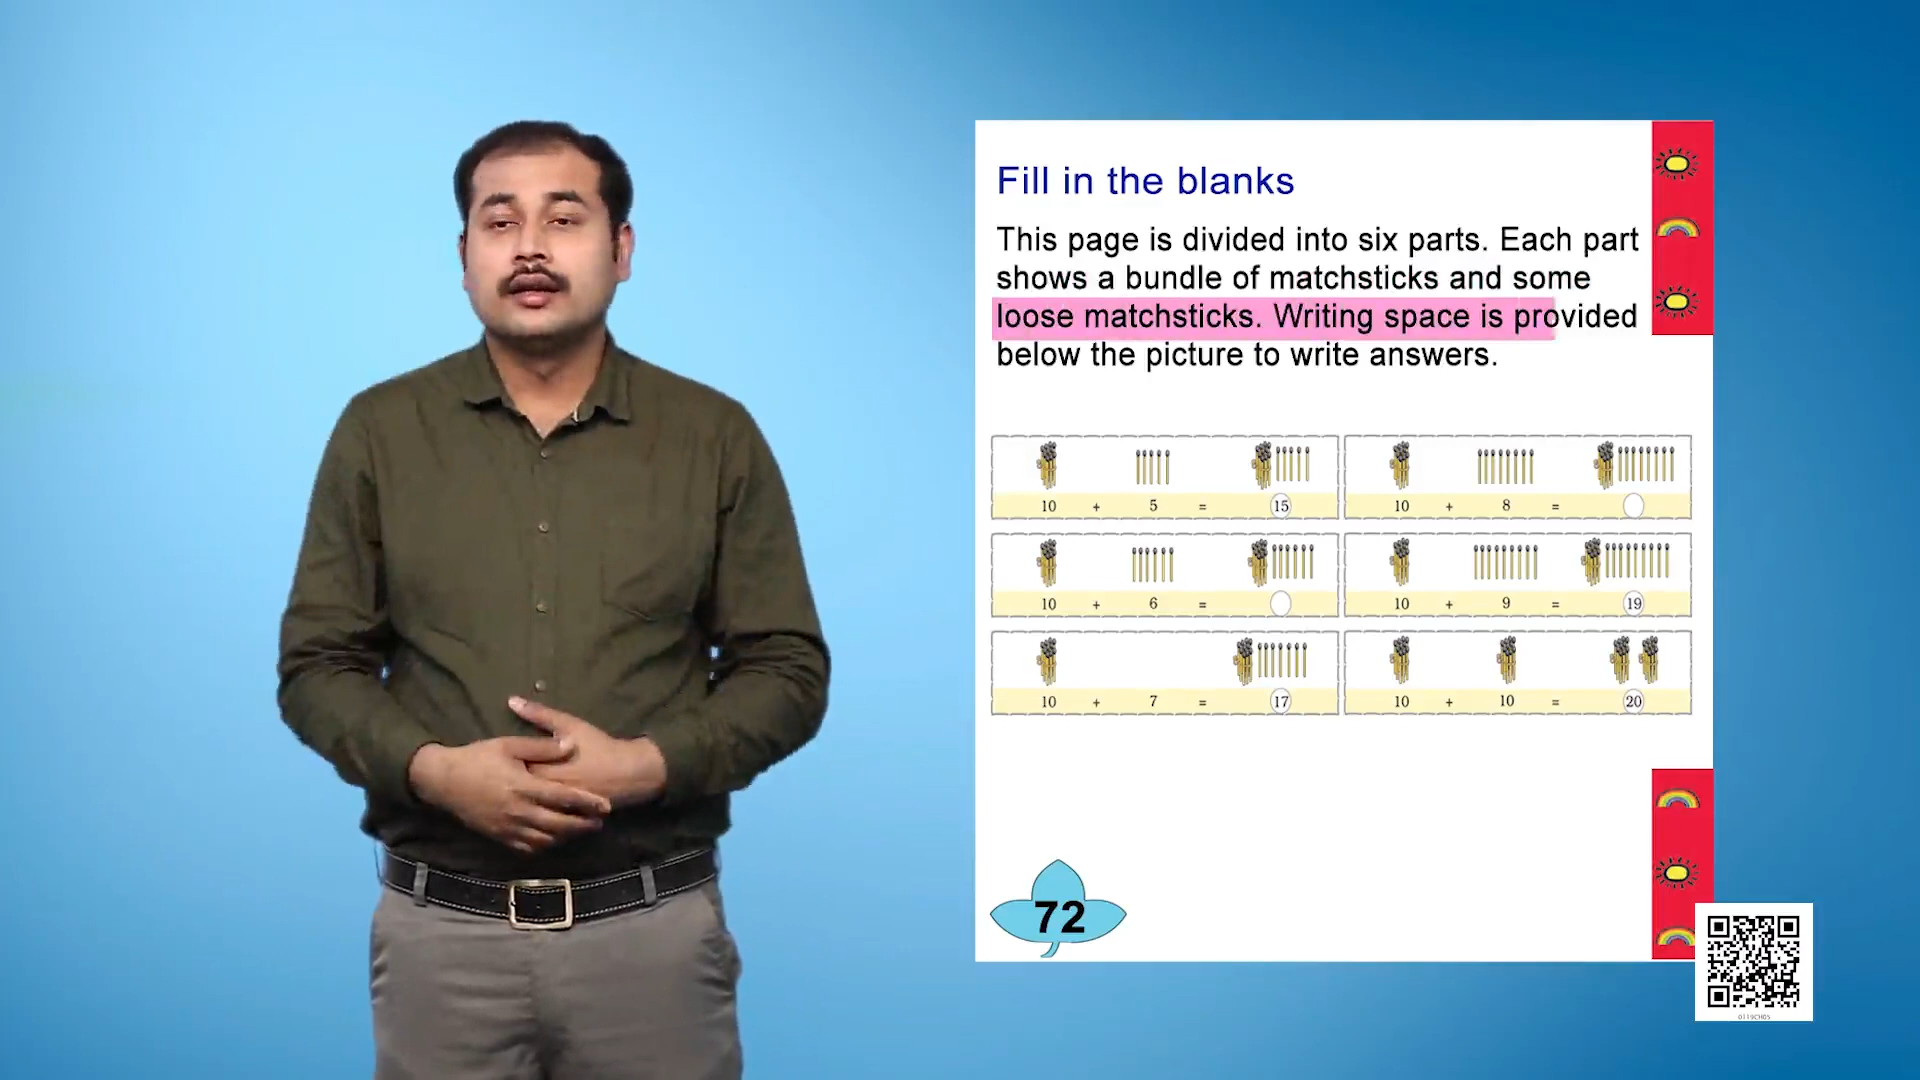 Fill in the blanks
This page is divided into six parts. Each part
shows a bundle of matchsticks and some
loose matchsticks. Writing space is provided
below the picture to write answers.
10 + 5 = 15
10 + 8 =
10 + 6 =
10 + 9 = 19
10 + 7 = 17
10 + 10 = 20
72
0119CH05